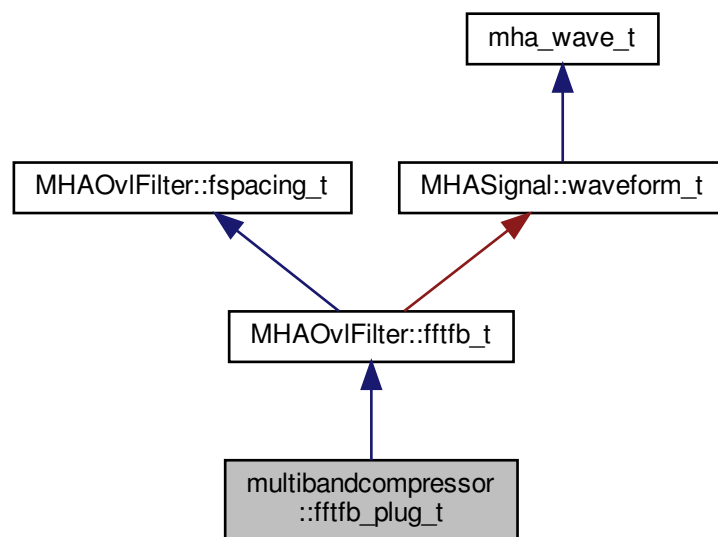 mha_wave_t
MHAOvlFilter::fspacing_t
MHASignal::waveform_t
MHAOvlFilter::fftfb_t
multibandcompressor
::fftfb_plug_t